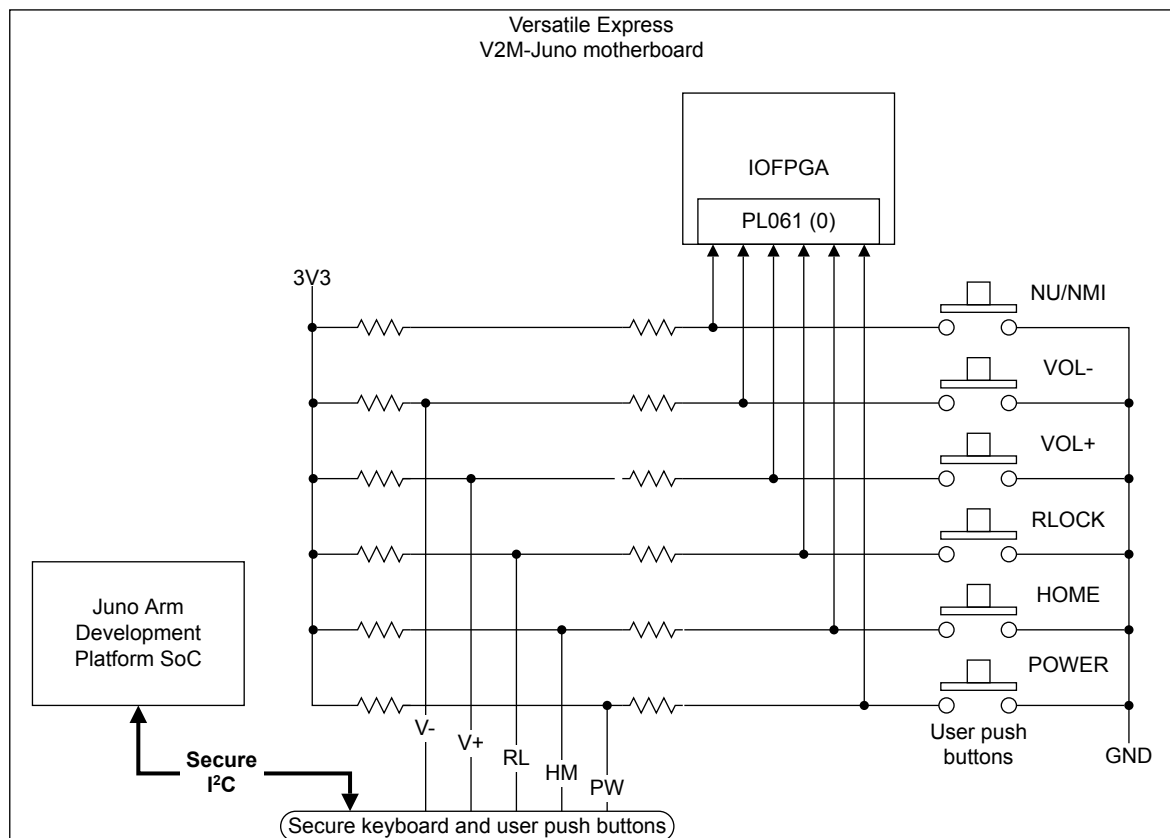 Versatile Express
V2M-Juno motherboard
IOFPGA
PL061 (0)
3V3
NU/NMI
VOL-
VOL+
RLOCK
HOME
POWER
Juno Arm
Development
Platform SoC
V-
V+
RL
HM
PW
User push
buttons
GND
Secure
I²C
Secure keyboard and user push buttons